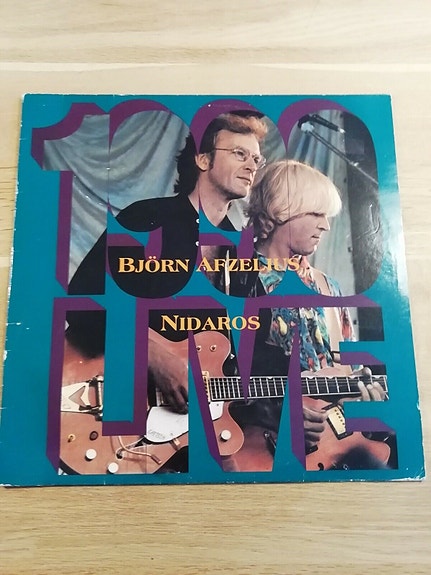 1990
BJÖRN AFZELIUS
NIDAROS
LIVE